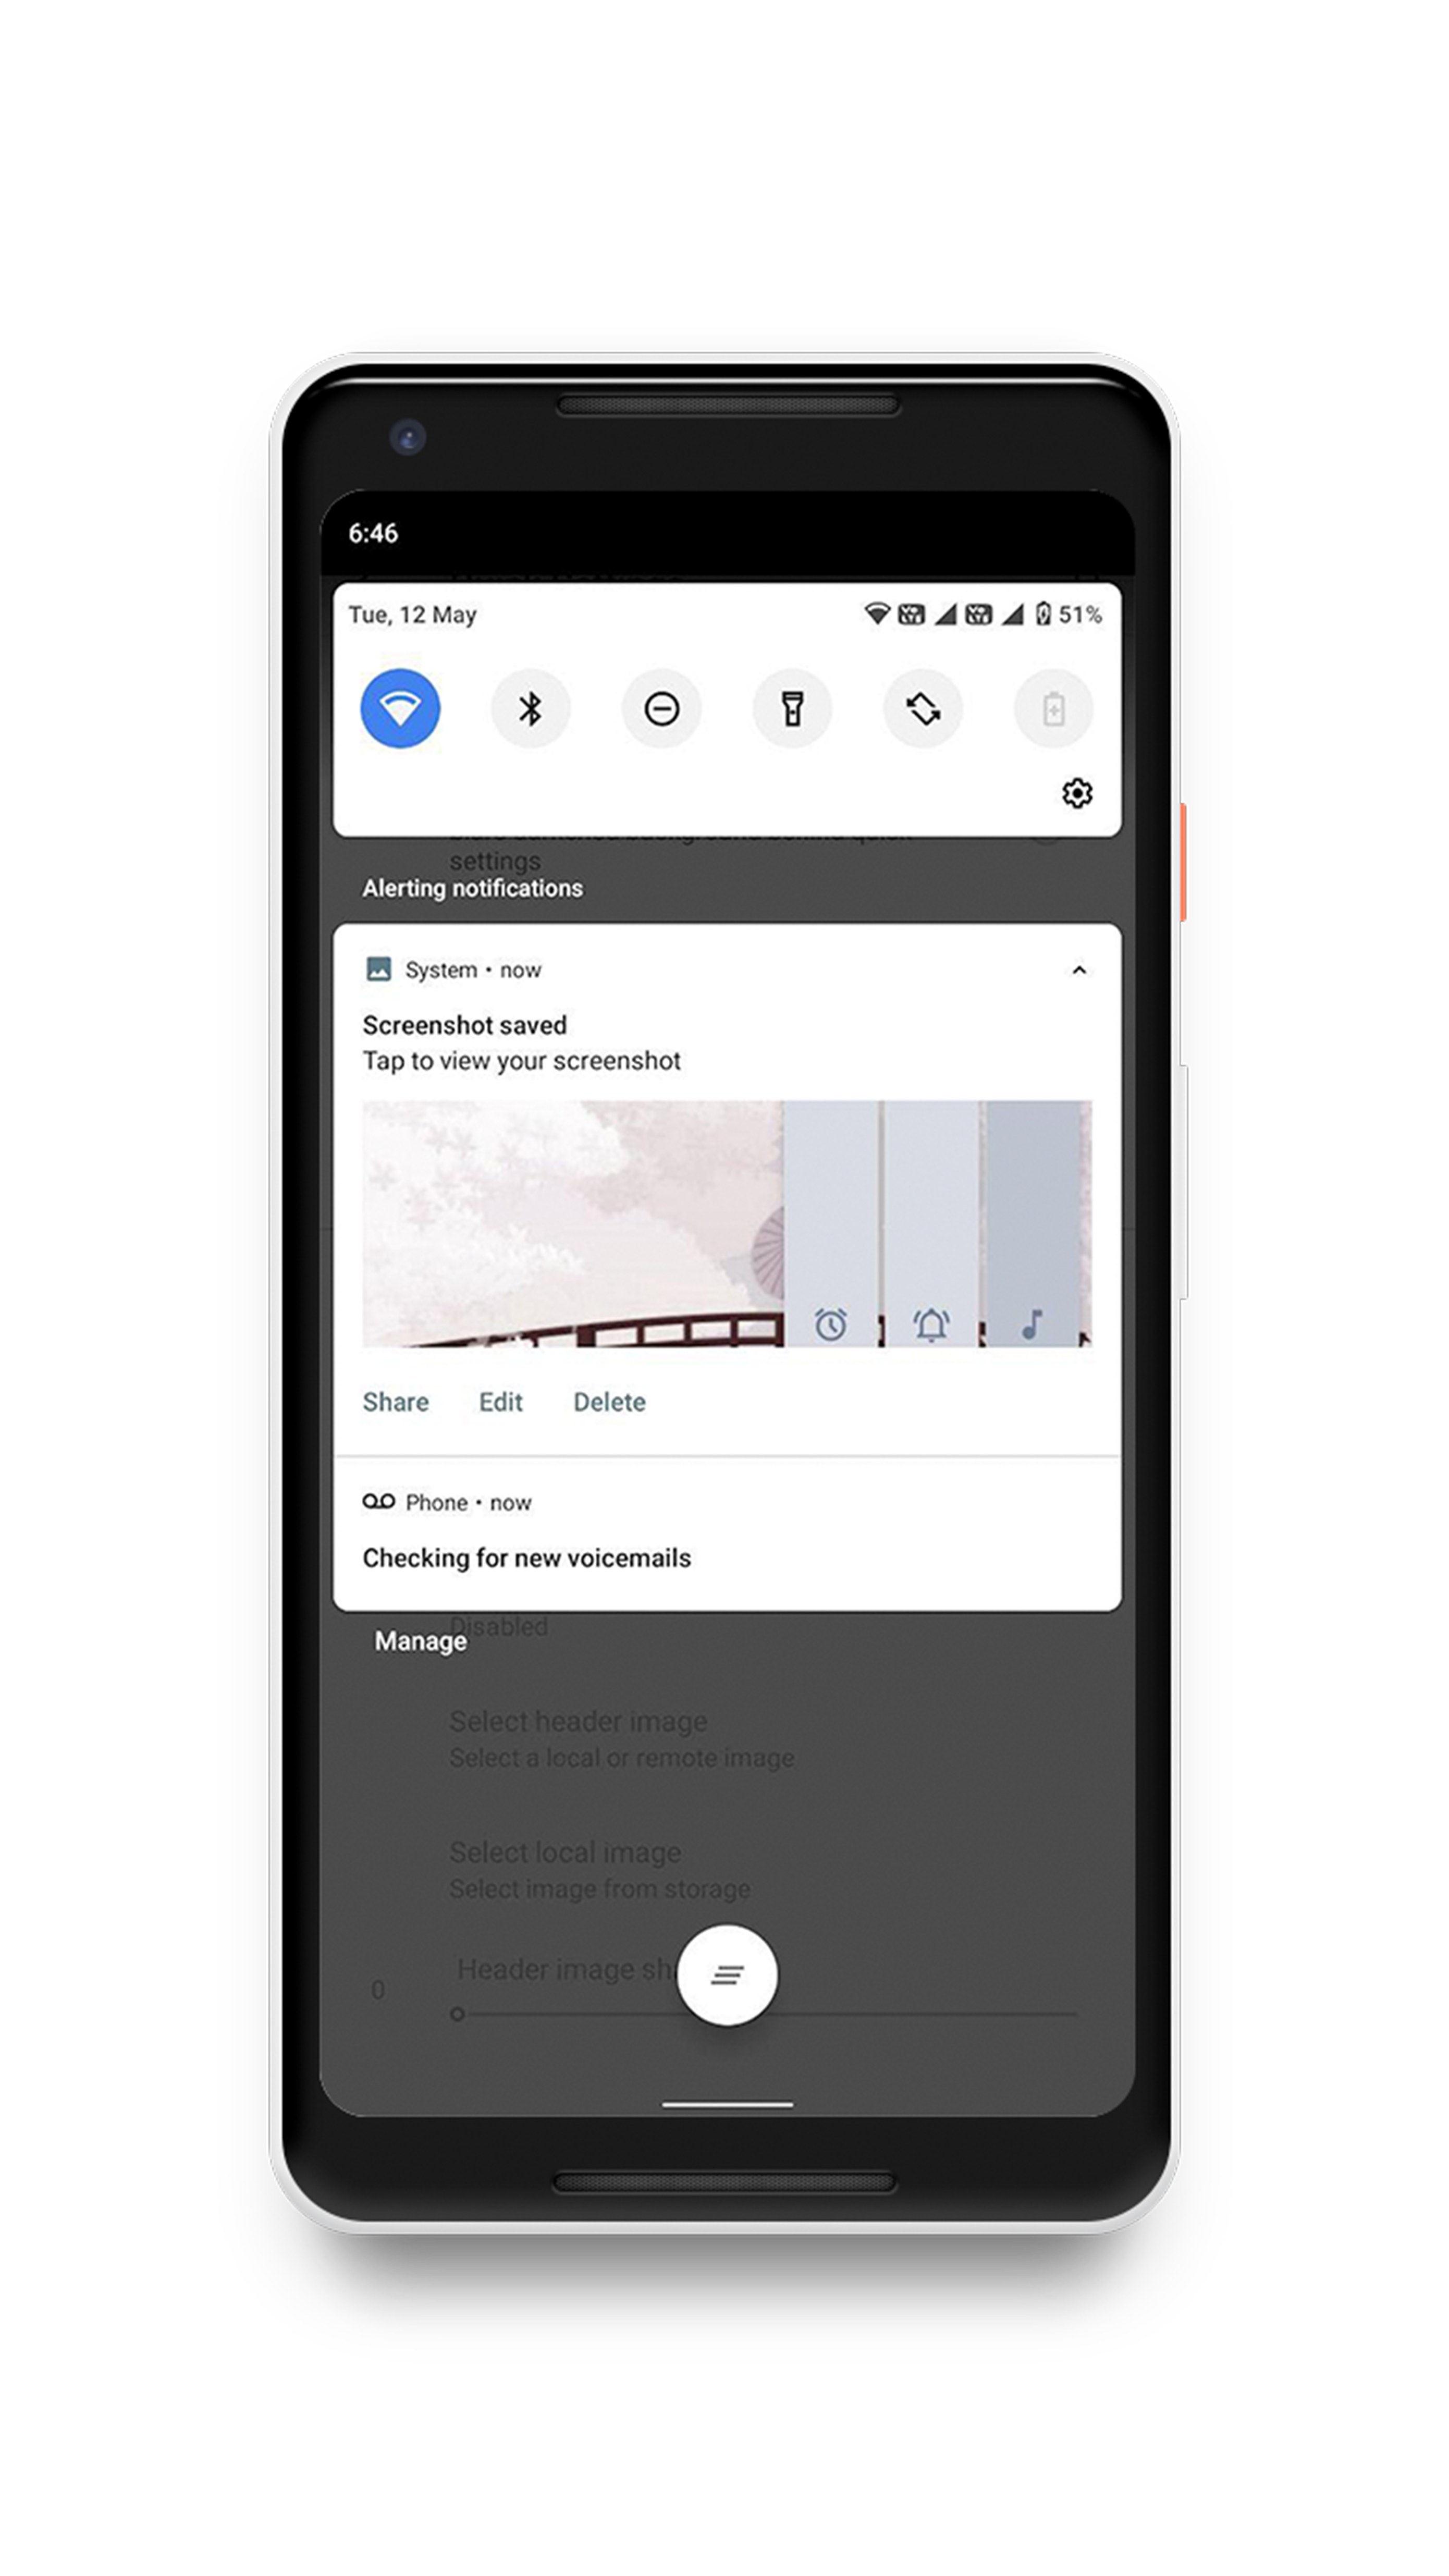 6:46
Tue, 12 May
51%
settings
Alerting notifications
System • now
Screenshot saved
Tap to view your screenshot
Share Edit Delete
Phone • now
Checking for new voicemails
Disabled
Manage
Select header image
Select a local or remote image
Select local image
Select image from storage
Header image
0